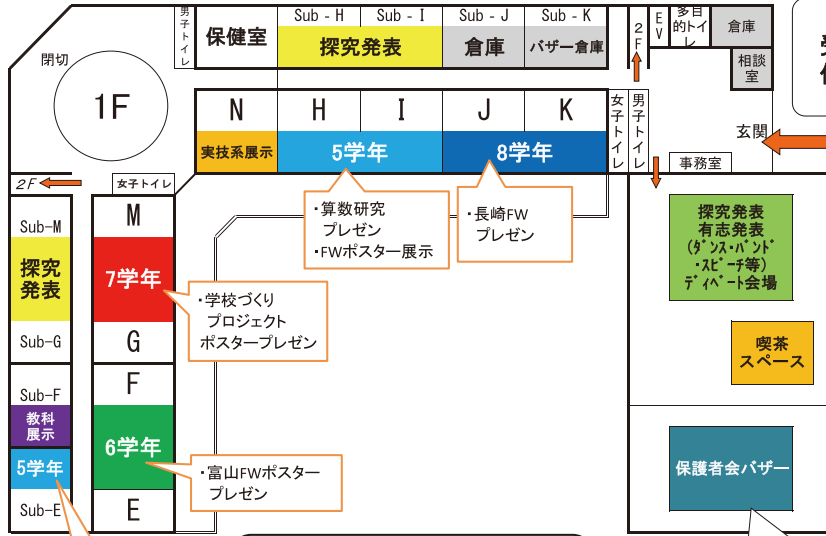 男子トイレ
保健室
Sub - H
Sub - I
Sub - J
Sub - K
探究発表
倉庫
バザー倉庫
2F
EV
多目
的トイ
レ
倉庫
相談
室
閉切
1F
N
H
I
J
K
女子トイレ
男子トイレ
玄関
実技系展示
5学年
8学年
事務室
2F
女子トイレ
・算数研究
プレゼン
・FWポスター展示
・長崎FW
プレゼン
Sub-M
M
探究
発表
7学年
・学校づくり
プロジェクト
ポスタープレゼン
Sub-G
G
Sub-F
F
教科
展示
6学年
5学年
・富山FWポスター
プレゼン
Sub-E
E
探究発表
有志発表
(ダンス・バンド
・スピーチ等)
ディベート会場
喫茶
スペース
保護者会バザー